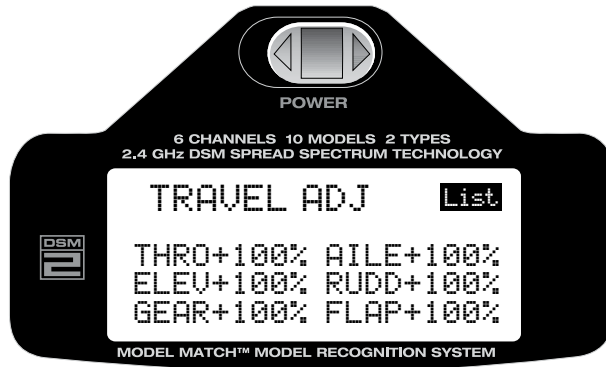 POWER
6 CHANNELS 10 MODELS 2 TYPES
2.4 GHz DSM SPREAD SPECTRUM TECHNOLOGY
TRAVEL ADJ List
DSM
2
THRO+100% AILE+100%
ELEV+100% RUDD+100%
GEAR+100% FLAP+100%
MODEL MATCH™ MODEL RECOGNITION SYSTEM